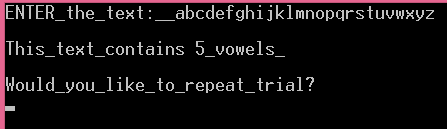 ENTER_the_text:__abcdefghijklmnopqrstuvwxyz
This_text_contains 5_vowels_
Would_you_like_to_repeat_trial?